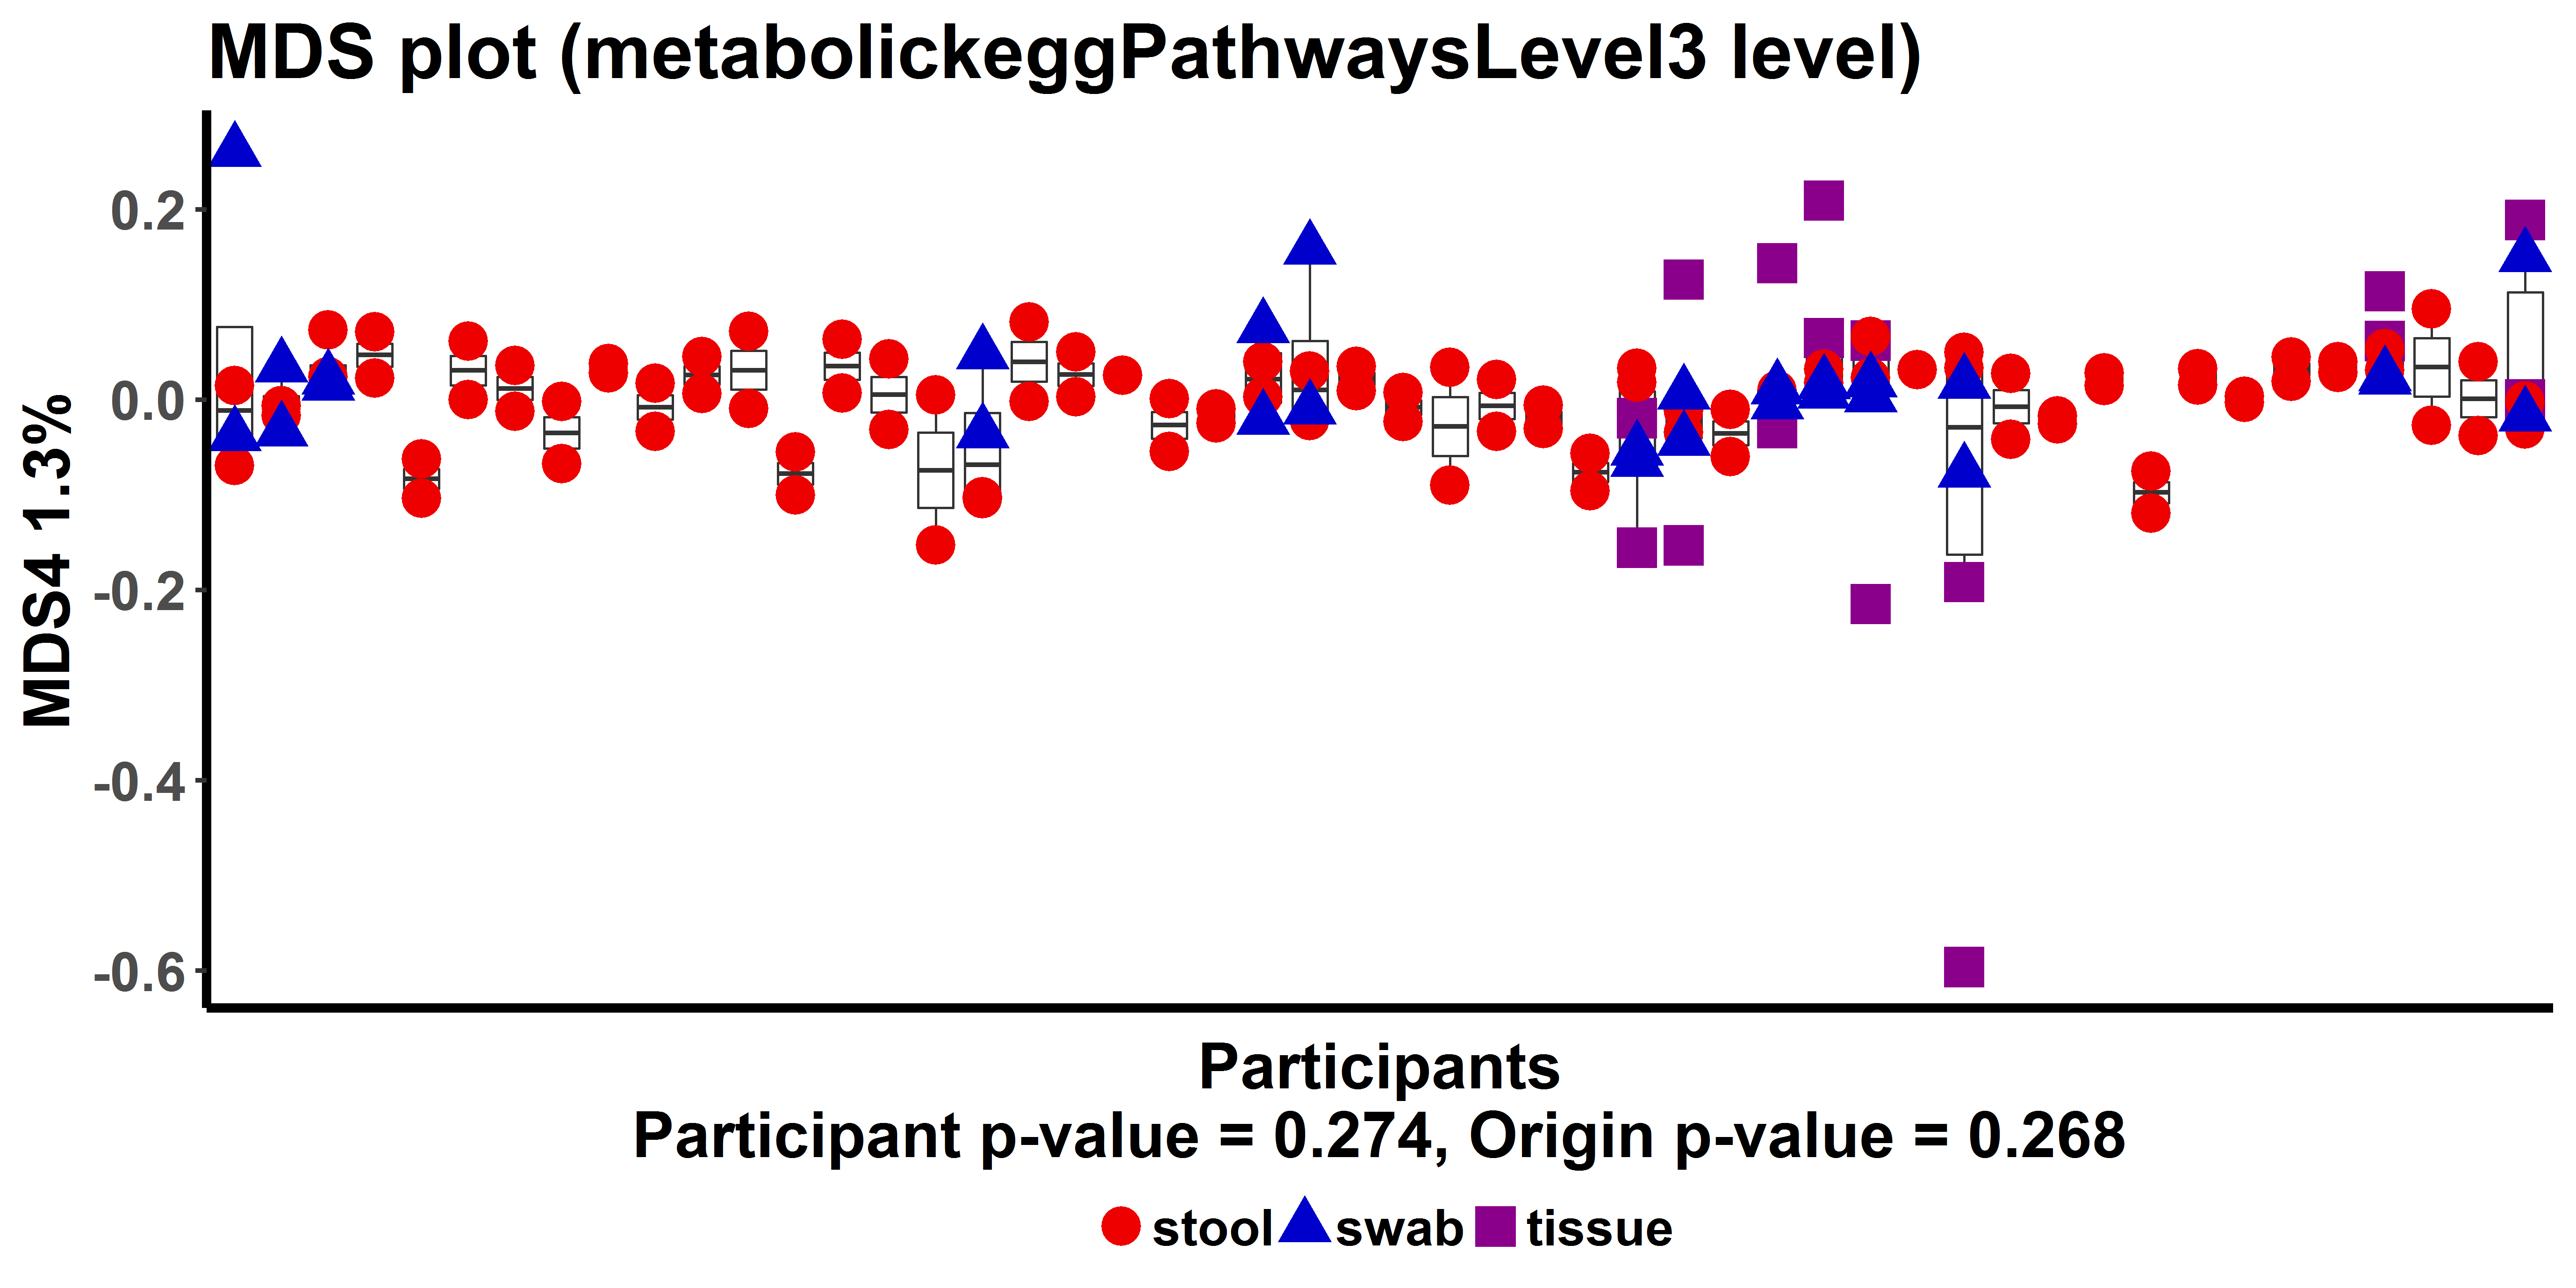 MDS plot (metabolickeggPathwaysLevel3 level)
MDS4 1.3%
0.2
0.0
-0.2
-0.4
-0.6
Participants
Participant p-value = 0.274, Origin p-value = 0.268
stool swab tissue